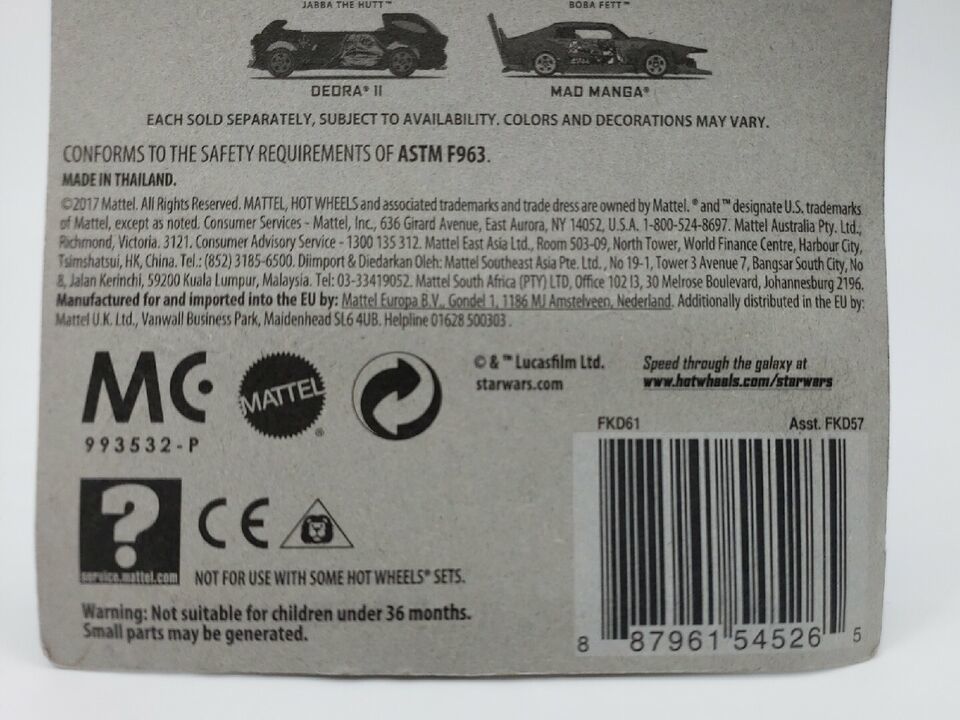 JABBA THE HUTT™ BOBA FETT™
DEDRA® II MAD MANGA®
EACH SOLD SEPARATELY, SUBJECT TO AVAILABILITY. COLORS AND DECORATIONS MAY VARY.
CONFORMS TO THE SAFETY REQUIREMENTS OF ASTM F963.
MADE IN THAILAND.
©2017 Mattel. All Rights Reserved. MATTEL, HOT WHEELS and associated trademarks and trade dress are owned by Mattel. ® and ™ designate U.S. trademarks
of Mattel, except as noted. Consumer Services - Mattel, Inc., 636 Girard Avenue, East Aurora, NY 14052, U.S.A. 1-800-524-8697. Mattel Australia Pty. Ltd.,
Richmond, Victoria. 3121. Consumer Advisory Service - 1300 135 312. Mattel East Asia Ltd., Room 503-09, North Tower, World Finance Centre, Harbour City,
Tsimshatsui, HK, China. Tel.: (852) 3185-6500. Diimport & Diedarkan Oleh: Mattel Southeast Asia Pte. Ltd., No 19-1, Tower 3 Avenue 7, Bangsar South City, No
8, Jalan Kerinchi, 59200 Kuala Lumpur, Malaysia. Tel: 03-33419052. Mattel South Africa (PTY) LTD, Office 102 I3, 30 Melrose Boulevard, Johannesburg 2196.
Manufactured for and imported into the EU by: Mattel Europa B.V., Gondel 1, 1186 MJ Amstelveen, Nederland. Additionally distributed in the EU by:
Mattel U.K. Ltd., Vanwall Business Park, Maidenhead SL6 4UB. Helpline 01628 500303.
MC
993532-P
MATTEL®
© & ™ Lucasfilm Ltd.
starwars.com
Speed through the galaxy at
www.hotwheels.com/starwars
FKD61 Asst. FKD57
?
service.mattel.com
CE
NOT FOR USE WITH SOME HOT WHEELS® SETS.
Warning: Not suitable for children under 36 months.
Small parts may be generated.
8 87961 54526 5